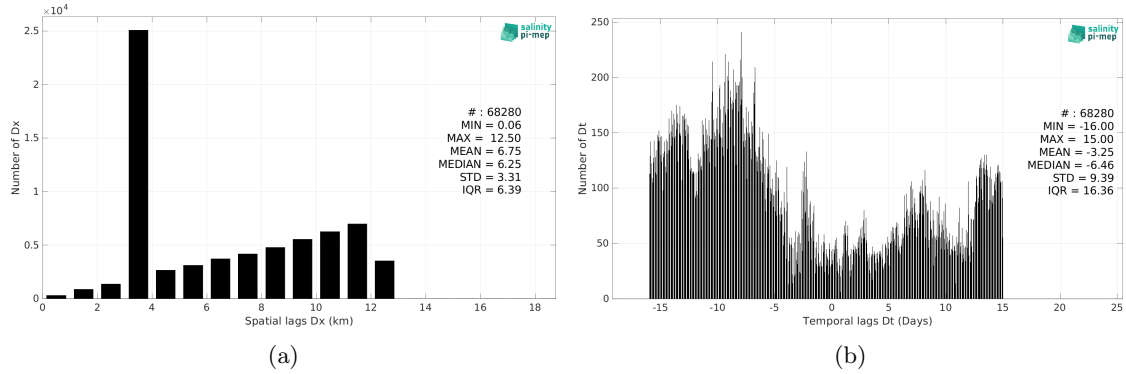 ×10⁴
salinity
pi-mep
2.5
2
1.5
1
0.5
0
Number of Dx
# : 68280
MIN = 0.06
MAX = 12.50
MEAN = 6.75
MEDIAN = 6.25
STD = 3.31
IQR = 6.39
0 2 4 6 8 10 12 14 16 18
Spatial lags Dx (km)
(a)
salinity
pi-mep
250
200
150
100
50
0
Number of Dt
# : 68280
MIN = -16.00
MAX = 15.00
MEAN = -3.25
MEDIAN = -6.46
STD = 9.39
IQR = 16.36
-15 -10 -5 0 5 10 15 20 25
Temporal lags Dt (Days)
(b)